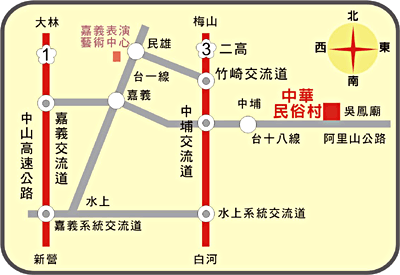 大林
梅山
北
西
東
南
嘉義表演
藝術中心
民雄
1
3
二高
台一線
竹崎交流道
嘉義
中華
民俗村
吳鳳廟
中埔
台十八線
阿里山公路
中山高速公路
嘉義交流道
中埔交流道
水上
嘉義系統交流道
水上系統交流道
新營
白河